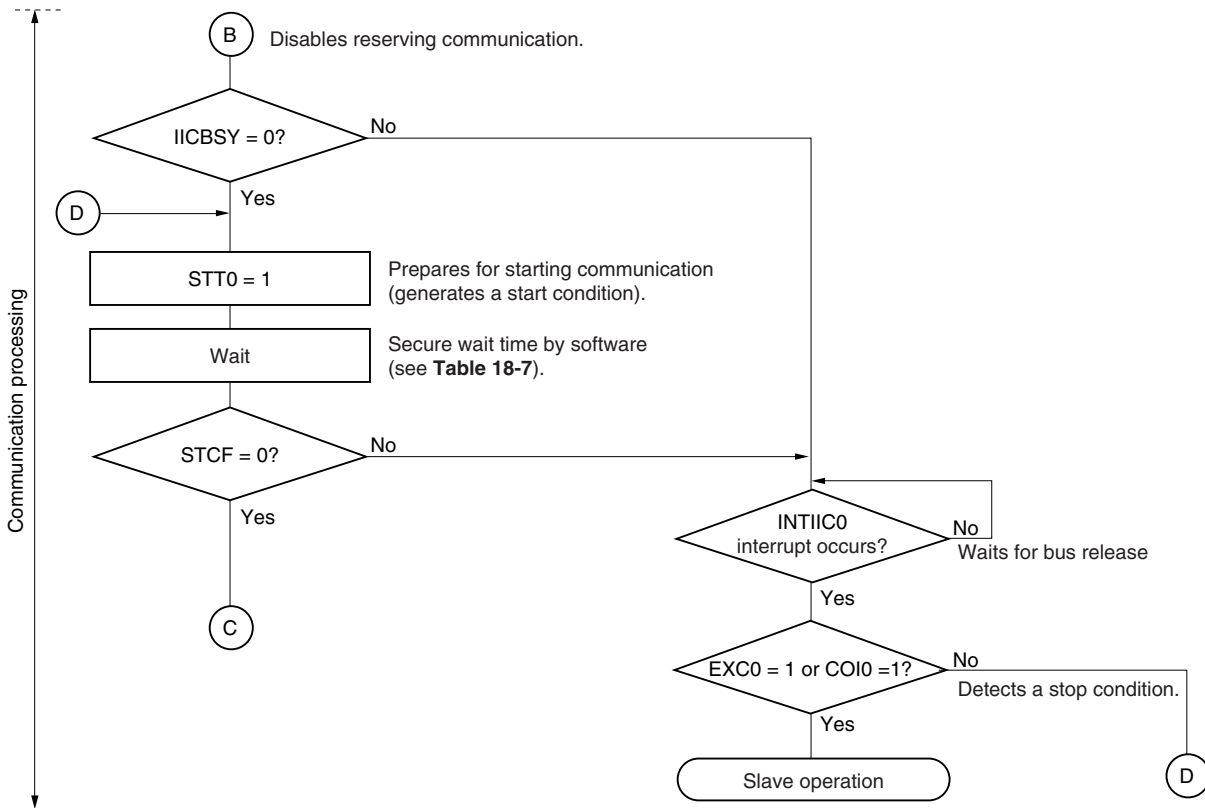 B
Disables reserving communication.
IICBSY = 0?
No
Yes
D
STT0 = 1
Prepares for starting communication
(generates a start condition).
Wait
Secure wait time by software
(see Table 18-7).
STCF = 0?
No
Yes
C
Communication processing
INTIIC0
interrupt occurs?
No
Waits for bus release
Yes
EXC0 = 1 or COI0 =1?
No
Detects a stop condition.
Yes
Slave operation
D